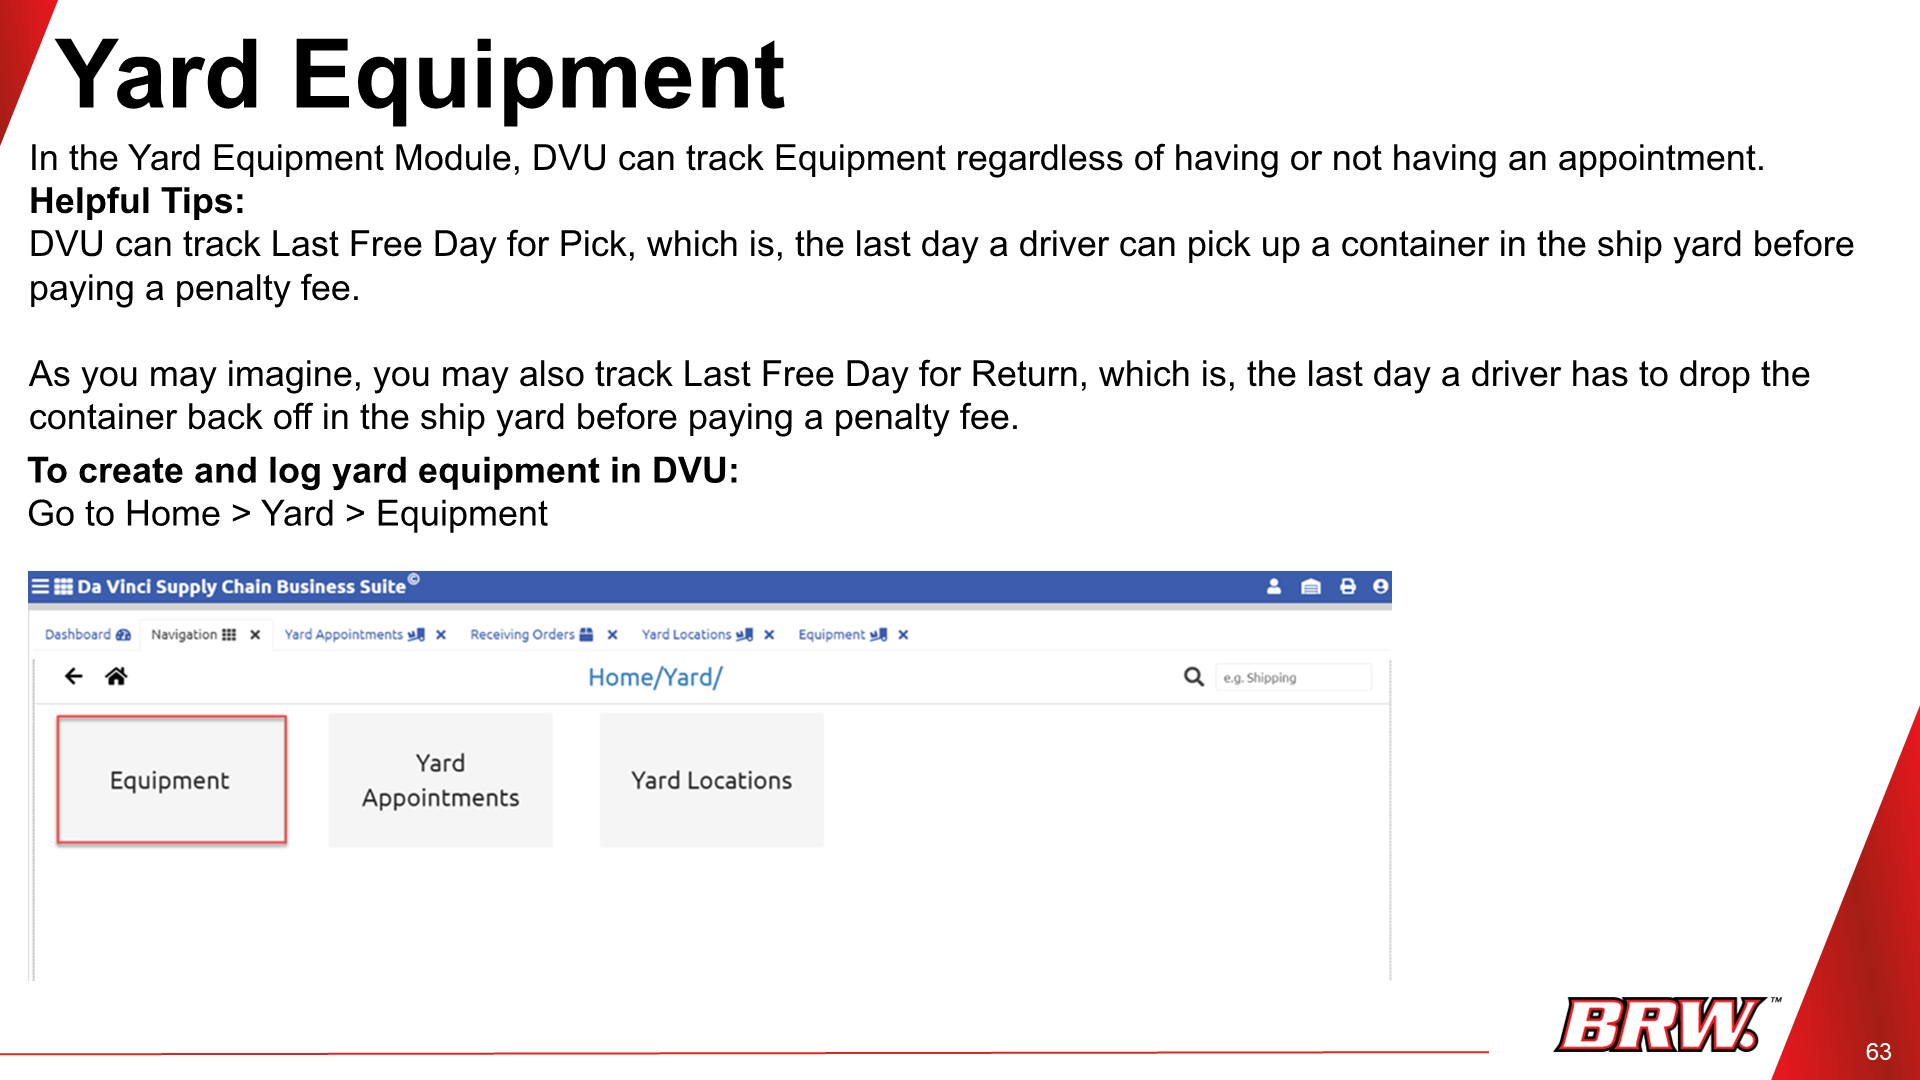 Yard Equipment
In the Yard Equipment Module, DVU can track Equipment regardless of having or not having an appointment.
Helpful Tips:
DVU can track Last Free Day for Pick, which is, the last day a driver can pick up a container in the ship yard before
paying a penalty fee.
As you may imagine, you may also track Last Free Day for Return, which is, the last day a driver has to drop the
container back off in the ship yard before paying a penalty fee.
To create and log yard equipment in DVU:
Go to Home > Yard > Equipment
Da Vinci Supply Chain Business Suite©
Dashboard Navigation Yard Appointments Receiving Orders Yard Locations Equipment
Home/Yard/
e.g. Shipping
Equipment
Yard
Appointments
Yard Locations
BRW.™
63